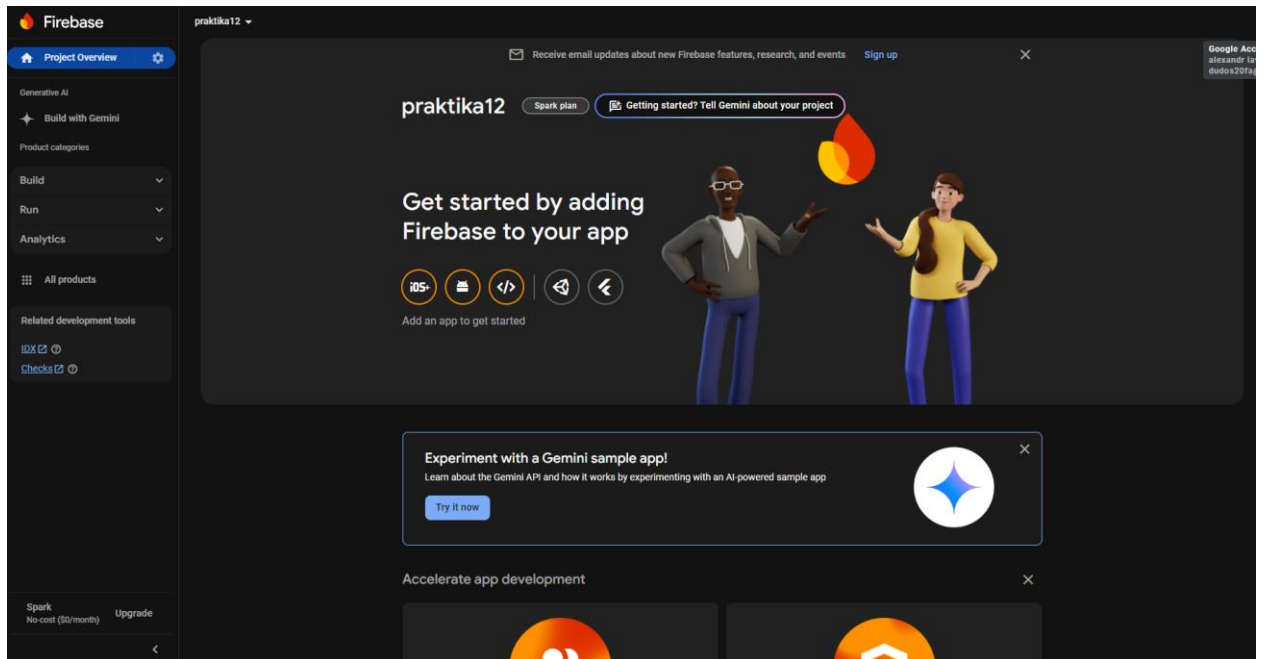 Firebase
praktika12
Project Overview
Generative AI
Build with Gemini
Product categories
Build
Run
Analytics
All products
Related development tools
IDX
Checks
Spark
No-cost ($0/month)
Upgrade
Receive email updates about new Firebase features, research, and events Sign up
Google Acc
alexandr la
praktika12 Spark plan Getting started? Tell Gemini about your project
Get started by adding
Firebase to your app
iOS+
Add an app to get started
Experiment with a Gemini sample app!
Learn about the Gemini API and how it works by experimenting with an AI-powered sample app
Try it now
Accelerate app development